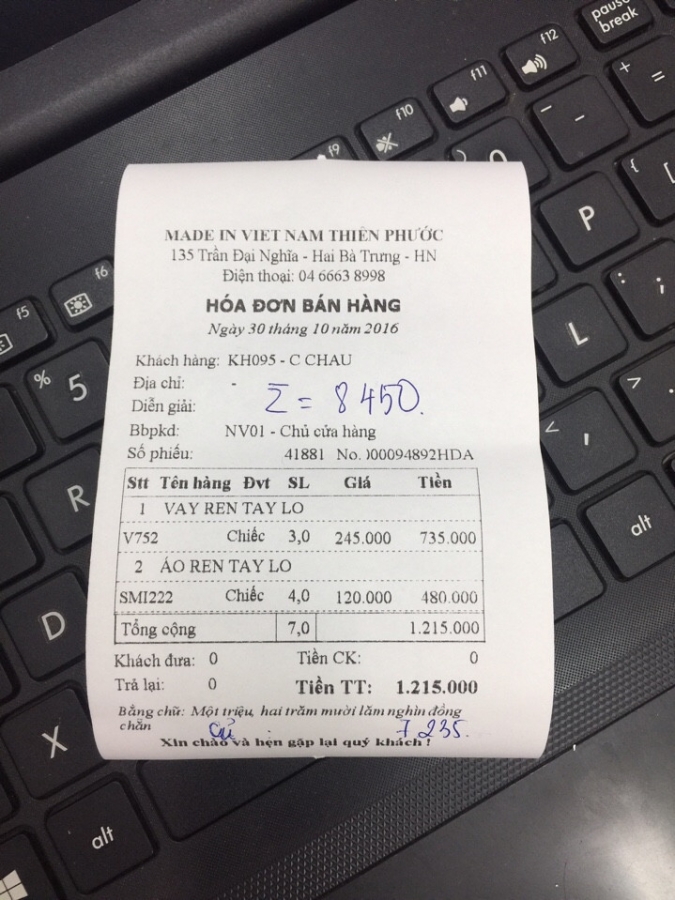 MADE IN VIET NAM THIÊN PHƯỚC
135 Trần Đại Nghĩa - Hai Bà Trưng - HN
Điện thoại: 04 6663 8998
HÓA ĐƠN BÁN HÀNG
Ngày 30 tháng 10 năm 2016
Khách hàng: KH095 - C CHAU
Địa chỉ: -
Diễn giải: Σ = 8 450.
Bbpkd: NV01 - Chủ cửa hàng
Số phiếu: 41881 No. 00094892HDA
Stt Tên hàng Đvt SL Giá Tiền
1 VAY REN TAY LO
V752 Chiếc 3,0 245.000 735.000
2 ÁO REN TAY LO
SMI222 Chiếc 4,0 120.000 480.000
Tổng cộng 7,0 1.215.000
Khách đưa: 0 Tiền CK: 0
Trả lại: 0 Tiền TT: 1.215.000
Bằng chữ: Một triệu, hai trăm mười lăm nghìn đồng
chẵn
Cũ 7 235.
Xin chào và hẹn gặp lại quý khách !
f5
f6
f9
f10
f11
f12
pause
break
% 5
R
D
X
alt
P
L
alt
+ =
- -
{ [
: ;
> .
< ,